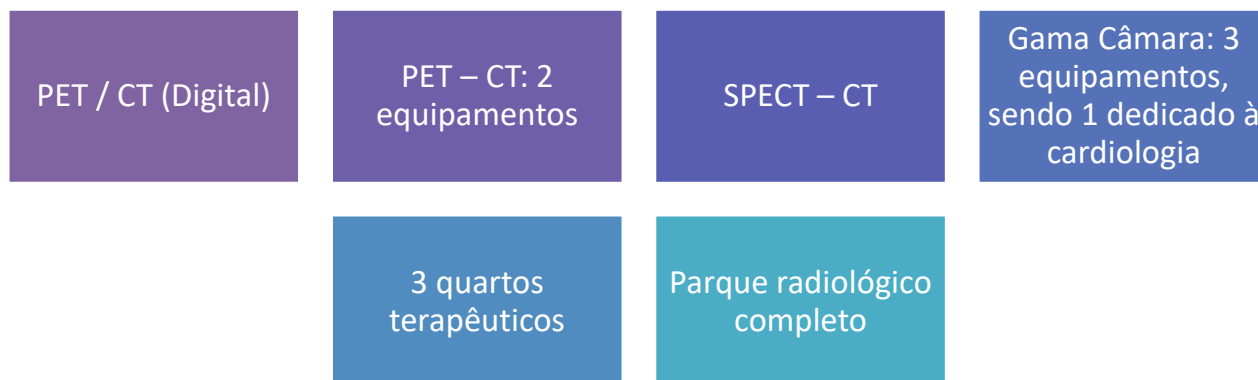 PET / CT (Digital)
PET – CT: 2
equipamentos
SPECT – CT
Gama Câmara: 3
equipamentos,
sendo 1 dedicado à
cardiologia
3 quartos
terapêuticos
Parque radiológico
completo